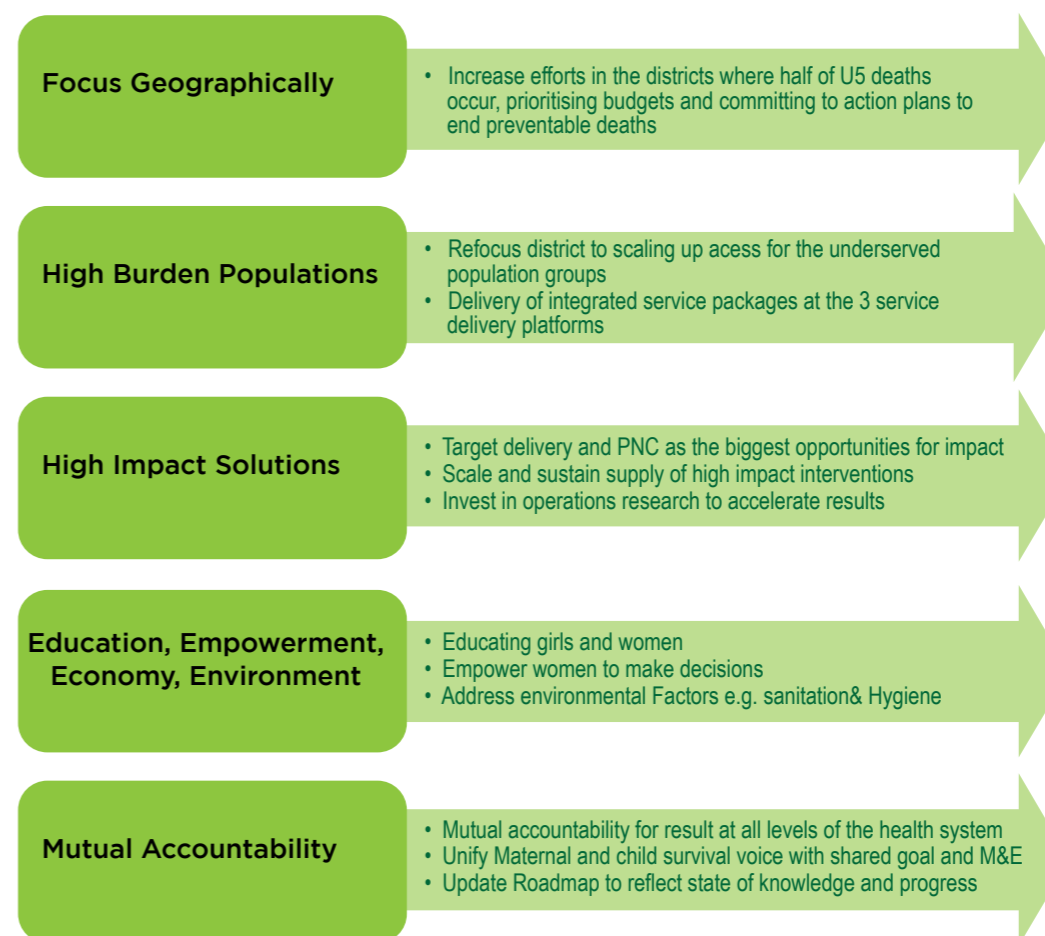 Focus Geographically
• Increase efforts in the districts where half of U5 deaths
occur, prioritising budgets and committing to action plans to
end preventable deaths
High Burden Populations
• Refocus district to scaling up acess for the underserved
population groups
• Delivery of integrated service packages at the 3 service
delivery platforms
High Impact Solutions
• Target delivery and PNC as the biggest opportunities for impact
• Scale and sustain supply of high impact interventions
• Invest in operations research to accelerate results
Education, Empowerment,
Economy, Environment
• Educating girls and women
• Empower women to make decisions
• Address environmental Factors e.g. sanitation& Hygiene
Mutual Accountability
• Mutual accountability for result at all levels of the health system
• Unify Maternal and child survival voice with shared goal and M&E
• Update Roadmap to reflect state of knowledge and progress